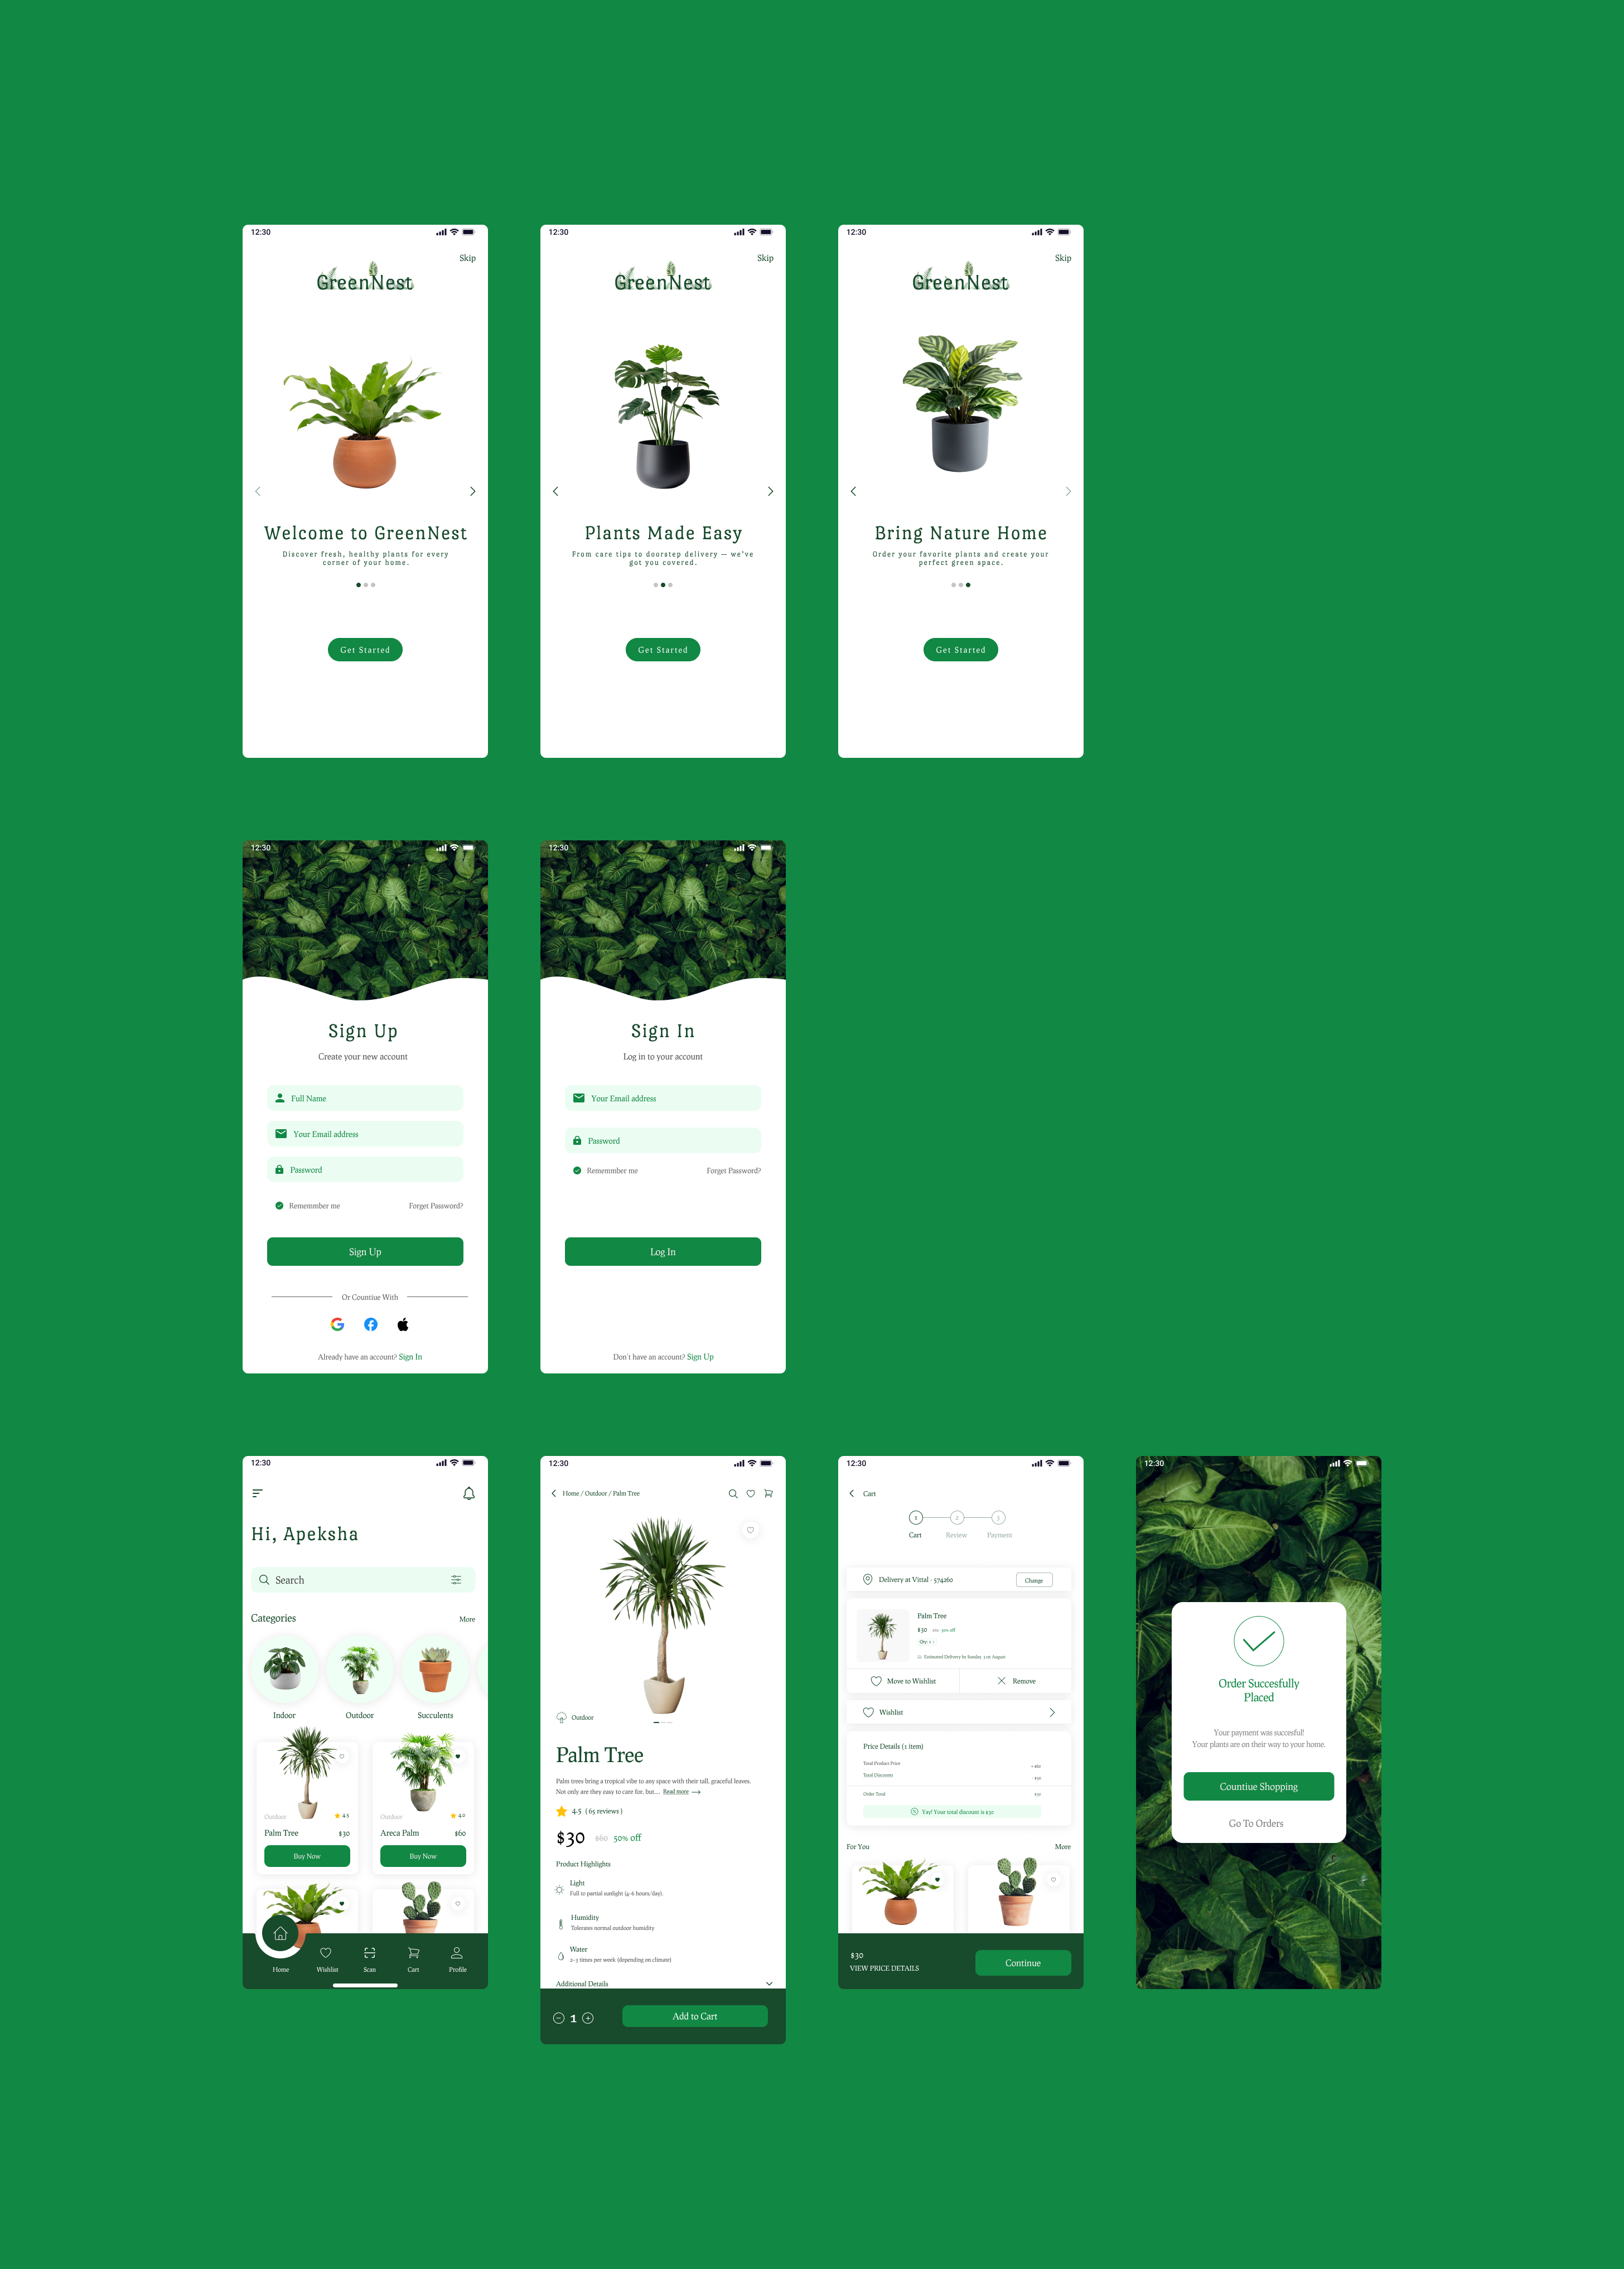 12:30
Skip
GreenNest
Welcome to GreenNest
Discover fresh, healthy plants for every
corner of your home.
Get Started
12:30
Skip
GreenNest
Plants Made Easy
From care tips to doorstep delivery — we've
got you covered.
Get Started
12:30
Skip
GreenNest
Bring Nature Home
Order your favorite plants and create your
perfect green space.
Get Started
12:30
Sign Up
Create your new account
Full Name
Your Email address
Password
Rememmber me
Forget Password?
Sign Up
Or Countiue With
Already have an account? Sign In
12:30
Sign In
Log in to your account
Your Email address
Password
Rememmber me
Forget Password?
Log In
Don't have an account? Sign Up
12:30
Hi, Apeksha
Search
Categories
More
Indoor
Outdoor
Succulents
Outdoor
4.5
Palm Tree
$30
Buy Now
Outdoor
4.0
Areca Palm
$60
Buy Now
Home
Wishlist
Scan
Cart
Profile
12:30
Home / Outdoor / Palm Tree
Outdoor
Palm Tree
Palm trees bring a tropical vibe to any space with their tall, graceful leaves.
Not only are they easy to care for, but.... Read more
4.5 ( 65 reviews )
$30 $60 50% off
Product Highlights
Light
Full to partial sunlight (4-6 hours/day).
Humidity
Tolerates normal outdoor humidity
Water
2–3 times per week (depending on climate)
Additional Details
1
Add to Cart
12:30
Cart
1
2
3
Cart
Review
Payment
Delivery at Vittal - 574260
Change
Palm Tree
$30 50% off
Qty: 1
Estimated Delivery by Sunday, 3 on August
Move to Wishlist
Remove
Wishlist
Price Details (1 item)
Total Product Price
+ $60
Total Discounts
- $30
Order Total
$30
Yay! Your total discount is $30
For You
More
$30
VIEW PRICE DETAILS
Continue
12:30
Order Succesfully
Placed
Your payment was succesful!
Your plants are on their way to your home.
Countiue Shopping
Go To Orders